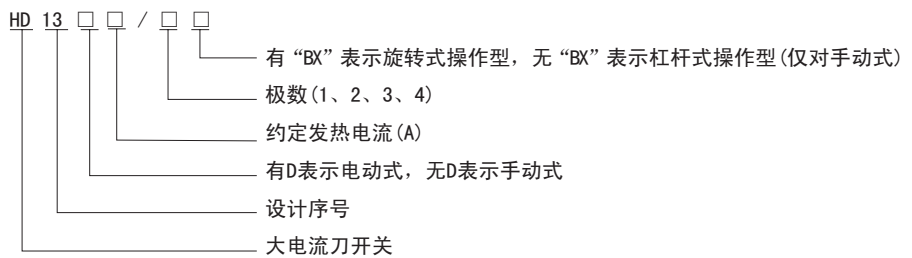 HD 13 □ □ / □ □
有“BX”表示旋转式操作型，无“BX”表示杠杆式操作型(仅对手动式)
极数(1、2、3、4)
约定发热电流(A)
有D表示电动式，无D表示手动式
设计序号
大电流刀开关